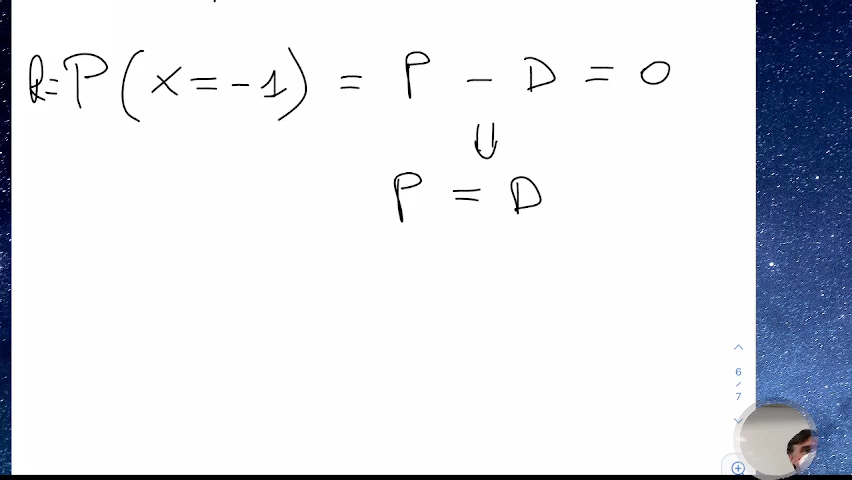 R=P(x=-1) = P - D = 0
⇓
P = D
6
/
7